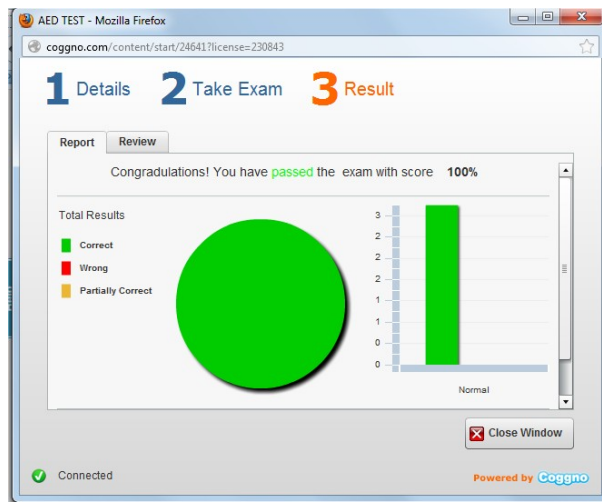 AED TEST - Mozilla Firefox
coggno.com/content/start/24641?license=230843
1 Details 2 Take Exam 3 Result
Report Review
Congradulations! You have passed the exam with score 100%
Total Results
Correct
Wrong
Partially Correct
3
2
2
2
1
1
0
0
Normal
Close Window
Connected
Powered by Coggno